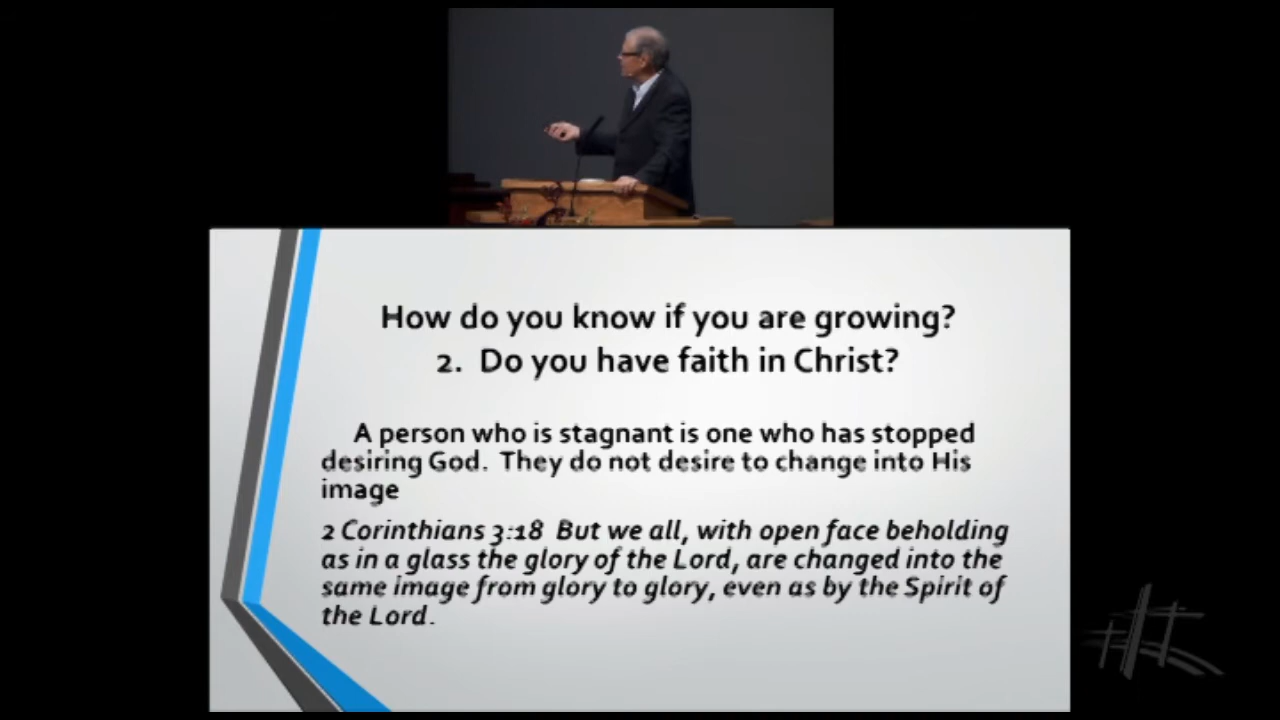 How do you know if you are growing?
2. Do you have faith in Christ?
A person who is stagnant is one who has stopped
desiring God. They do not desire to change into His
image
2 Corinthians 3:18 But we all, with open face beholding
as in a glass the glory of the Lord, are changed into the
same image from glory to glory, even as by the Spirit of
the Lord.